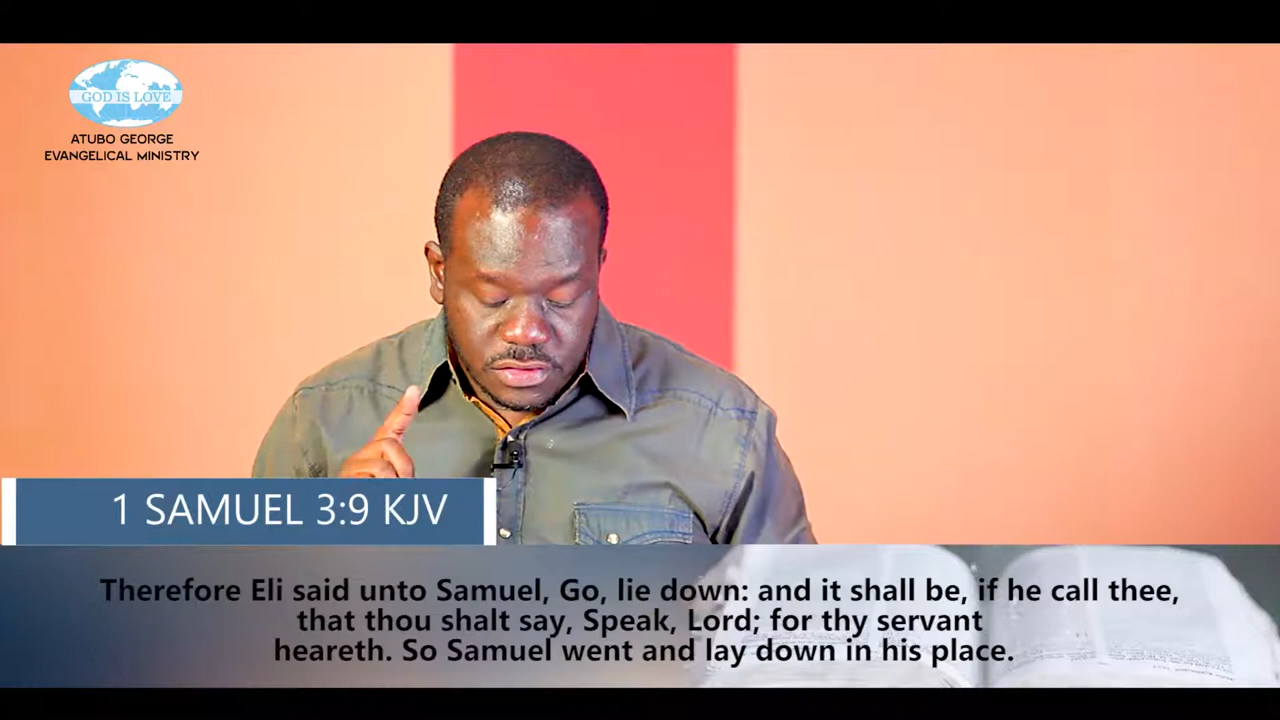 GOD IS LOVE
ATUBO GEORGE
EVANGELICAL MINISTRY
1 SAMUEL 3:9 KJV
Therefore Eli said unto Samuel, Go, lie down: and it shall be, if he call thee,
that thou shalt say, Speak, Lord; for thy servant
heareth. So Samuel went and lay down in his place.